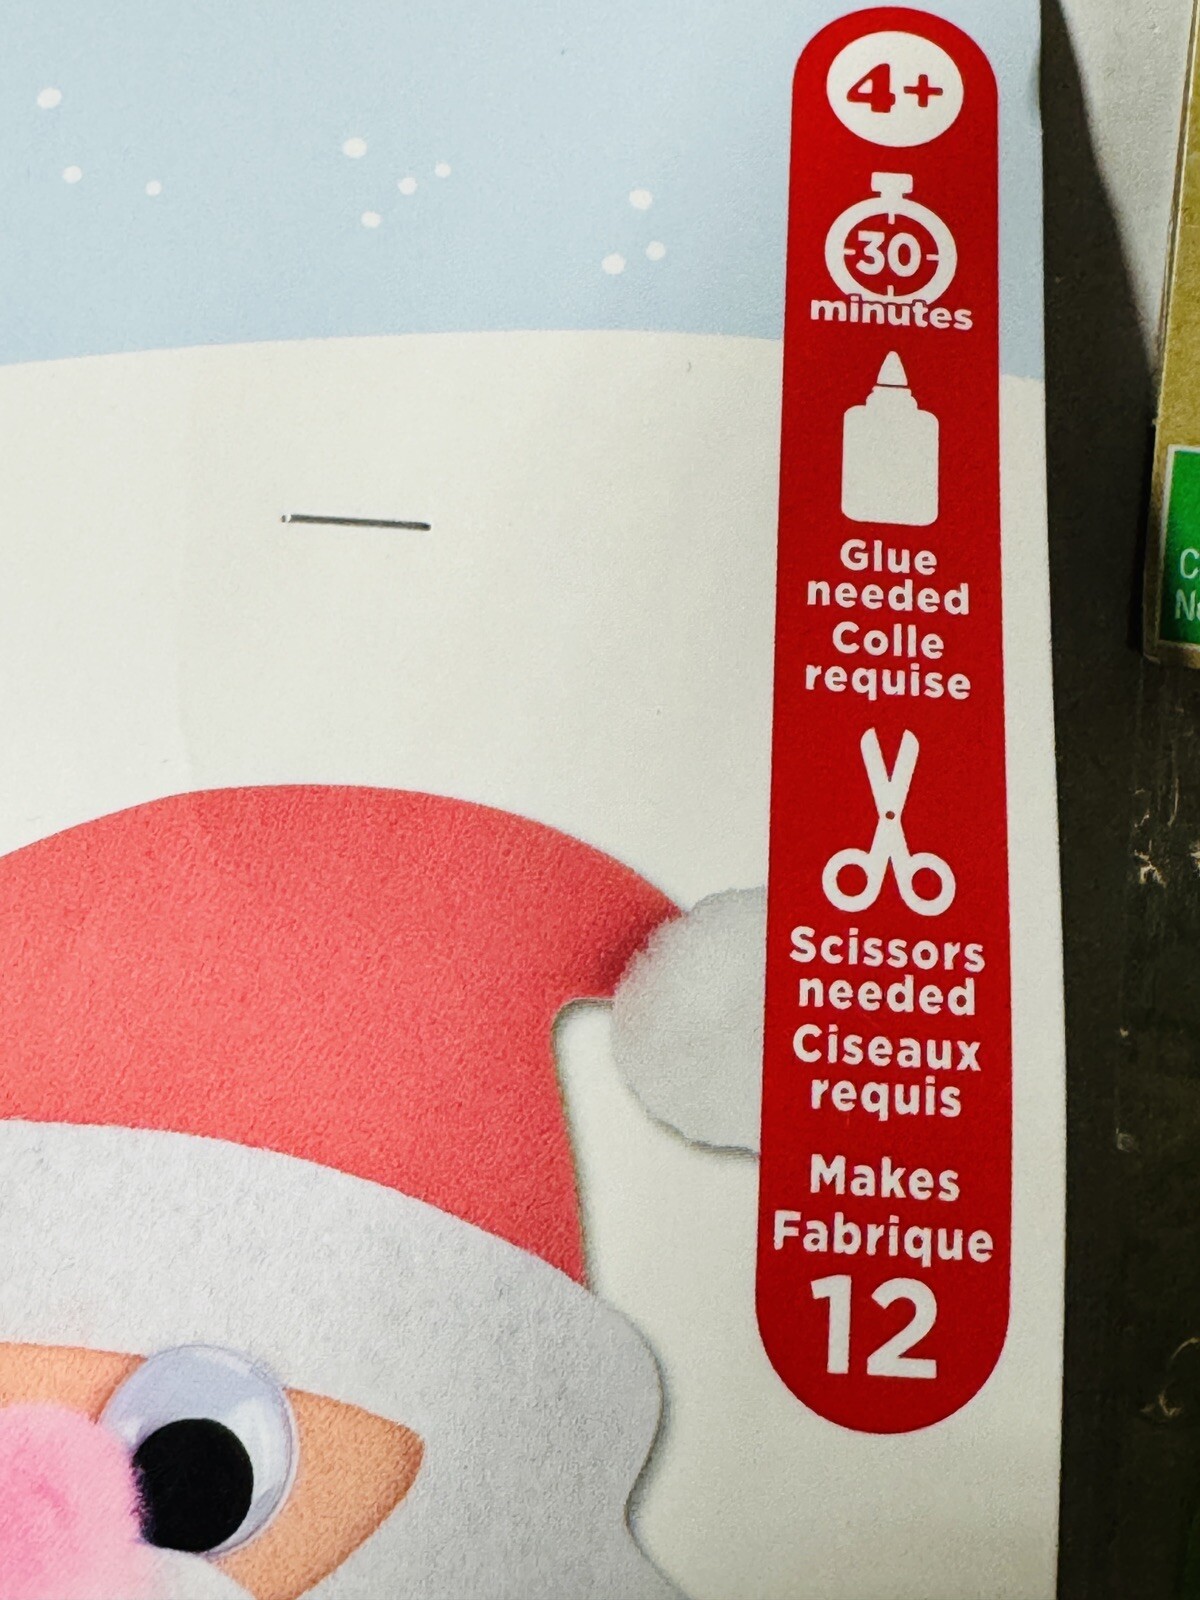 4+
30
minutes
Glue
needed
Colle
requise
Scissors
needed
Ciseaux
requis
Makes
Fabrique
12